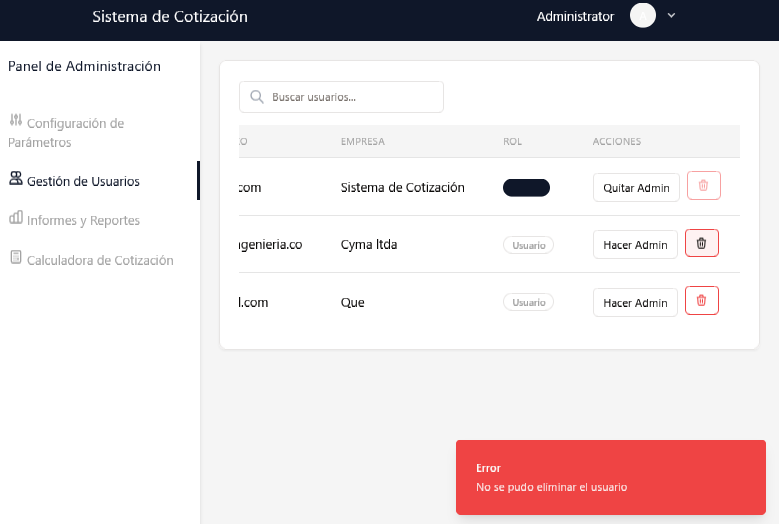 Sistema de Cotización
Administrator
Panel de Administración
Configuración de
Parámetros
Gestión de Usuarios
Informes y Reportes
Calculadora de Cotización
Buscar usuarios...
CO EMPRESA ROL ACCIONES
.com Sistema de Cotización Quitar Admin
ngenieria.co Cyma ltda Usuario Hacer Admin
l.com Que Usuario Hacer Admin
Error
No se pudo eliminar el usuario